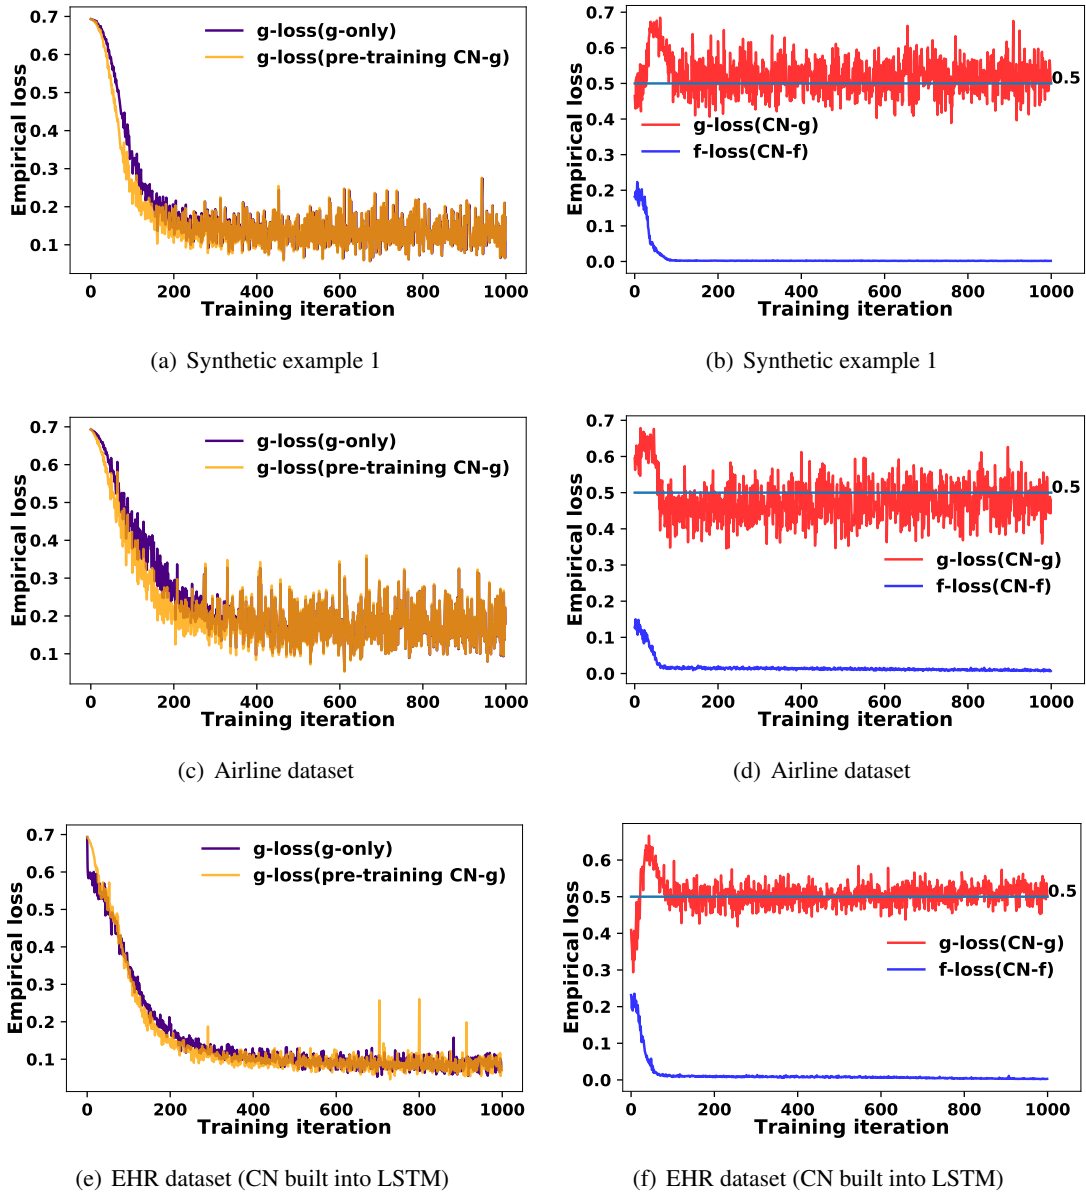 0.7
0.6
0.5
0.4
0.3
0.2
0.1
Empirical loss
g-loss(g-only)
g-loss(pre-training CN-g)
0 200 400 600 800 1000
Training iteration
(a) Synthetic example 1
0.7
0.6
0.5
0.4
0.3
0.2
0.1
0.0
Empirical loss
0.5
g-loss(CN-g)
f-loss(CN-f)
0 200 400 600 800 1000
Training iteration
(b) Synthetic example 1
0.7
0.6
0.5
0.4
0.3
0.2
0.1
Empirical loss
g-loss(g-only)
g-loss(pre-training CN-g)
0 200 400 600 800 1000
Training iteration
(c) Airline dataset
0.7
0.6
0.5
0.4
0.3
0.2
0.1
0.0
Empirical loss
0.5
g-loss(CN-g)
f-loss(CN-f)
0 200 400 600 800 1000
Training iteration
(d) Airline dataset
0.7
0.6
0.5
0.4
0.3
0.2
0.1
Empirical loss
g-loss(g-only)
g-loss(pre-training CN-g)
0 200 400 600 800 1000
Training iteration
(e) EHR dataset (CN built into LSTM)
0.6
0.5
0.4
0.3
0.2
0.1
0.0
Empirical loss
0.5
g-loss(CN-g)
f-loss(CN-f)
0 200 400 600 800 1000
Training iteration
(f) EHR dataset (CN built into LSTM)